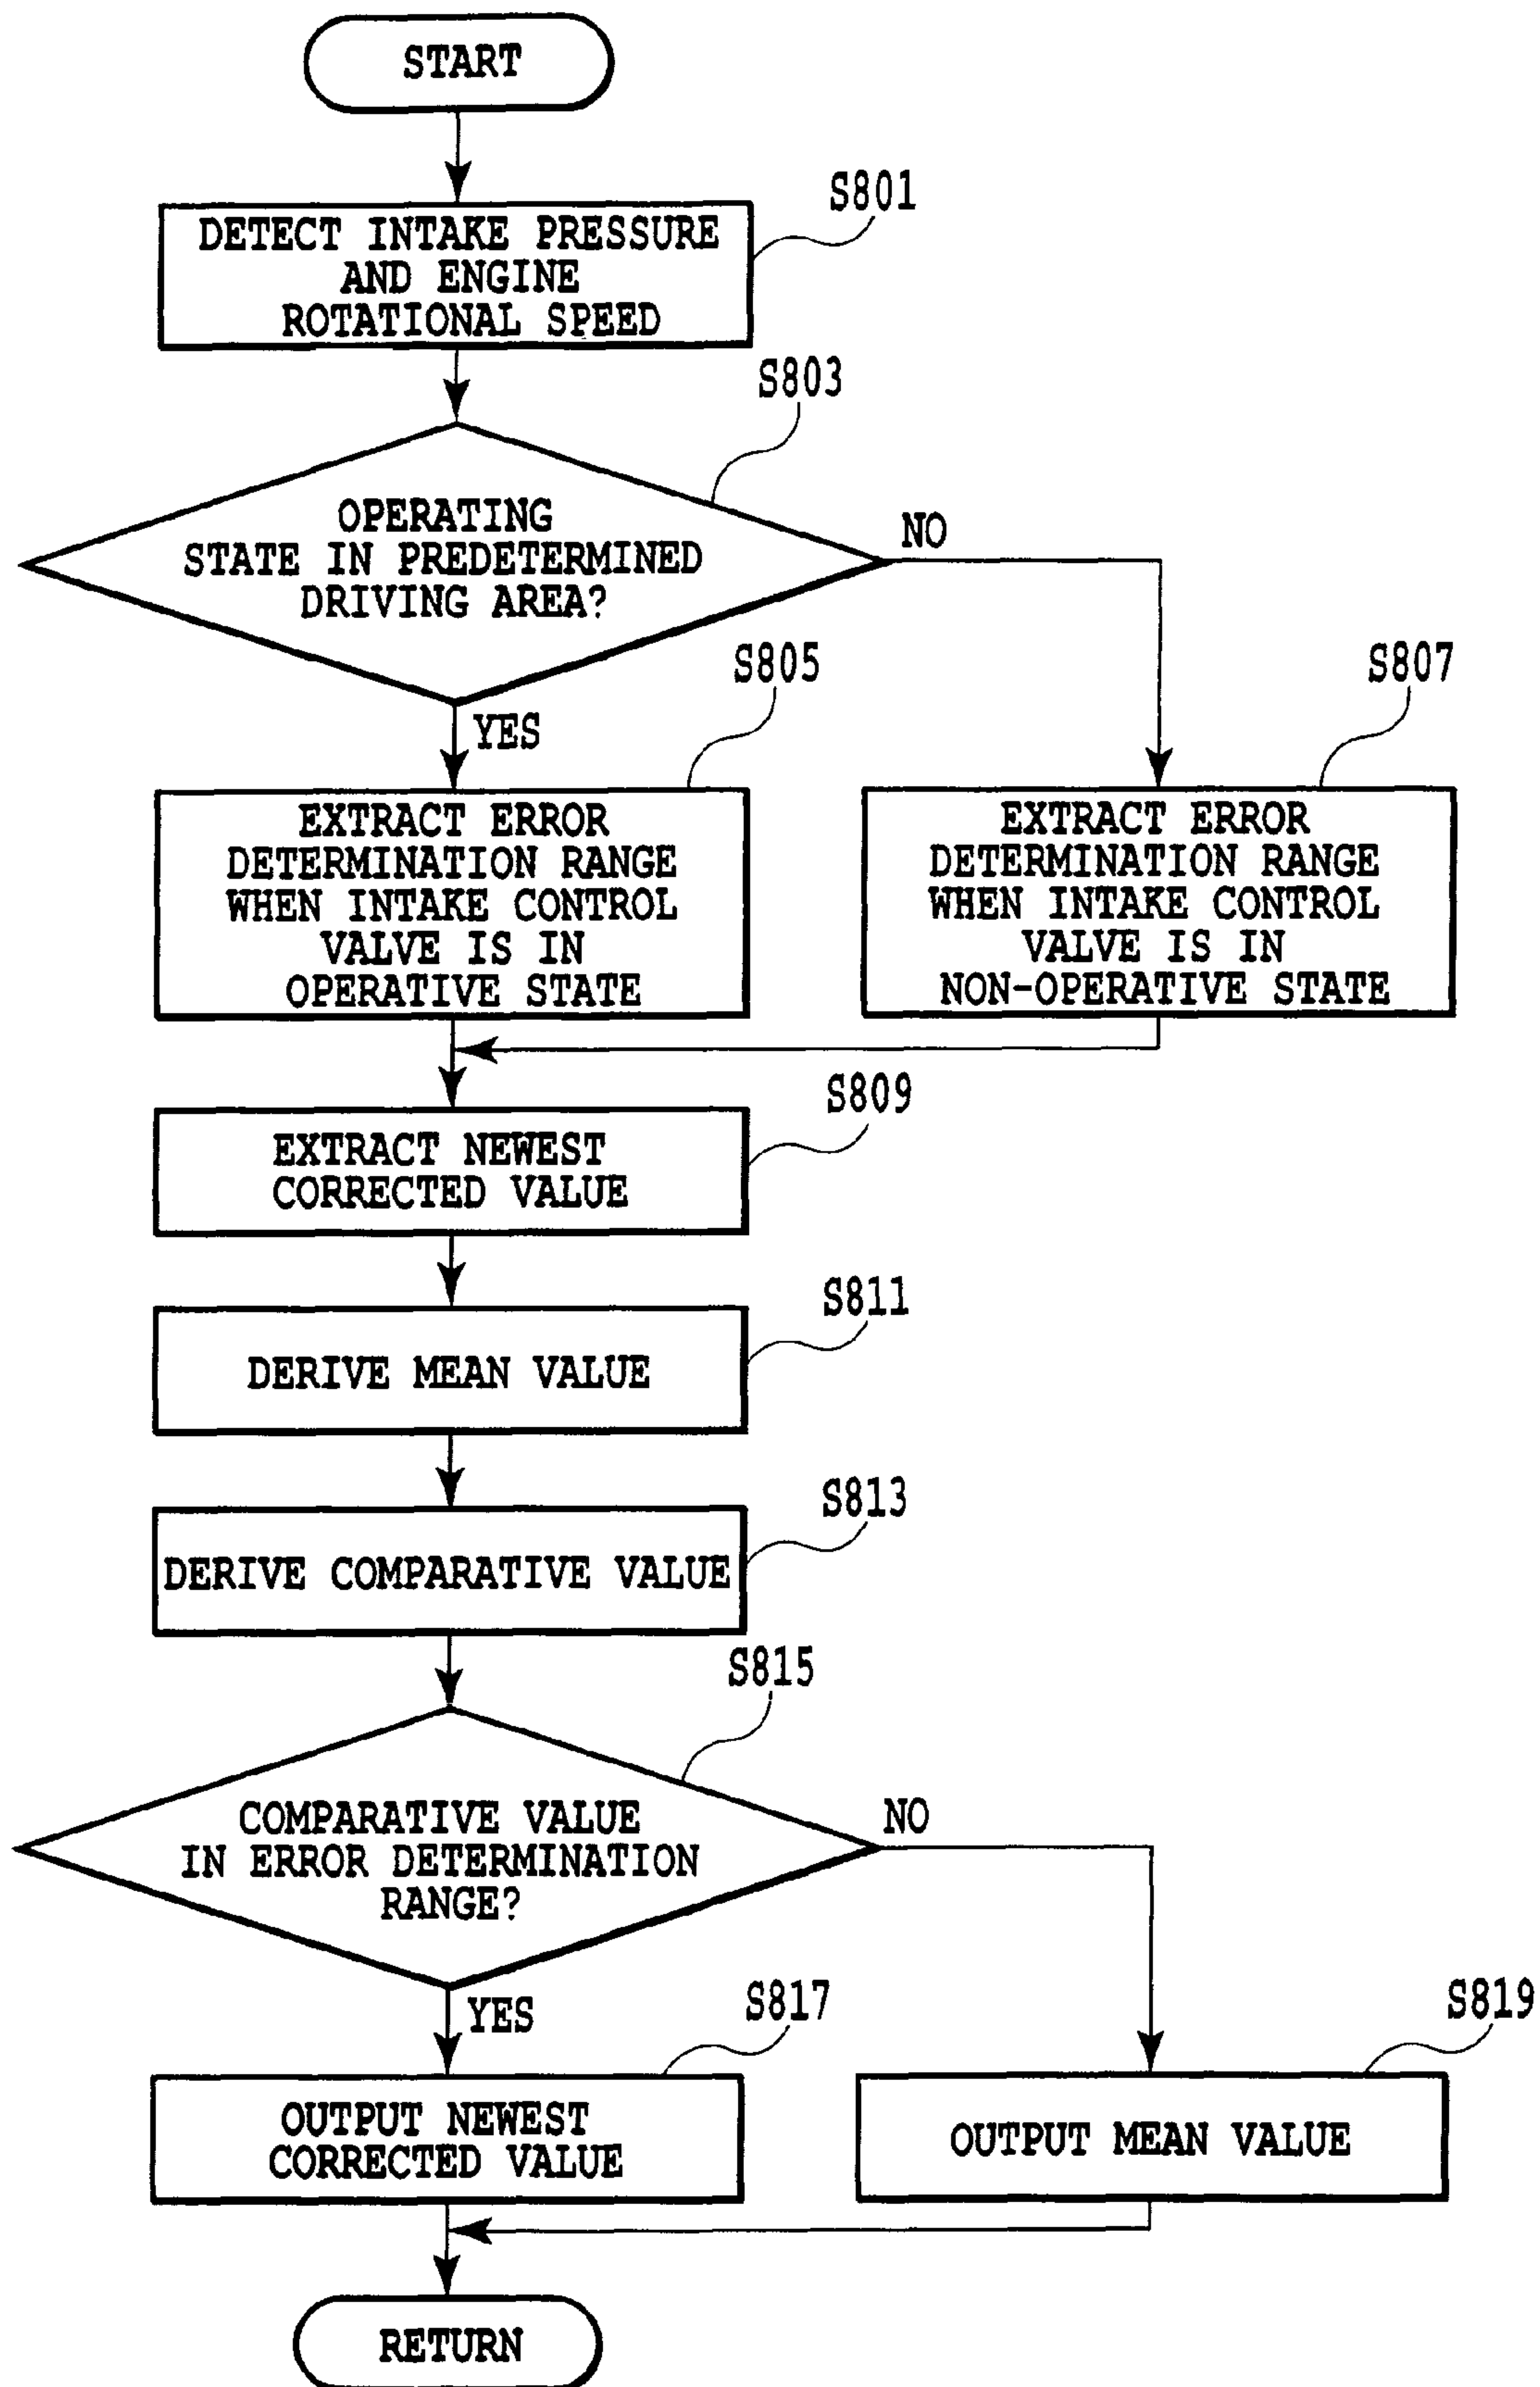 START
S801
DETECT INTAKE PRESSURE
AND ENGINE
ROTATIONAL SPEED
S803
OPERATING
STATE IN PREDETERMINED
DRIVING AREA?
NO
YES
S805
EXTRACT ERROR
DETERMINATION RANGE
WHEN INTAKE CONTROL
VALVE IS IN
OPERATIVE STATE
S807
EXTRACT ERROR
DETERMINATION RANGE
WHEN INTAKE CONTROL
VALVE IS IN
NON-OPERATIVE STATE
S809
EXTRACT NEWEST
CORRECTED VALUE
S811
DERIVE MEAN VALUE
S813
DERIVE COMPARATIVE VALUE
S815
COMPARATIVE VALUE
IN ERROR DETERMINATION
RANGE?
NO
YES
S817
OUTPUT NEWEST
CORRECTED VALUE
S819
OUTPUT MEAN VALUE
RETURN